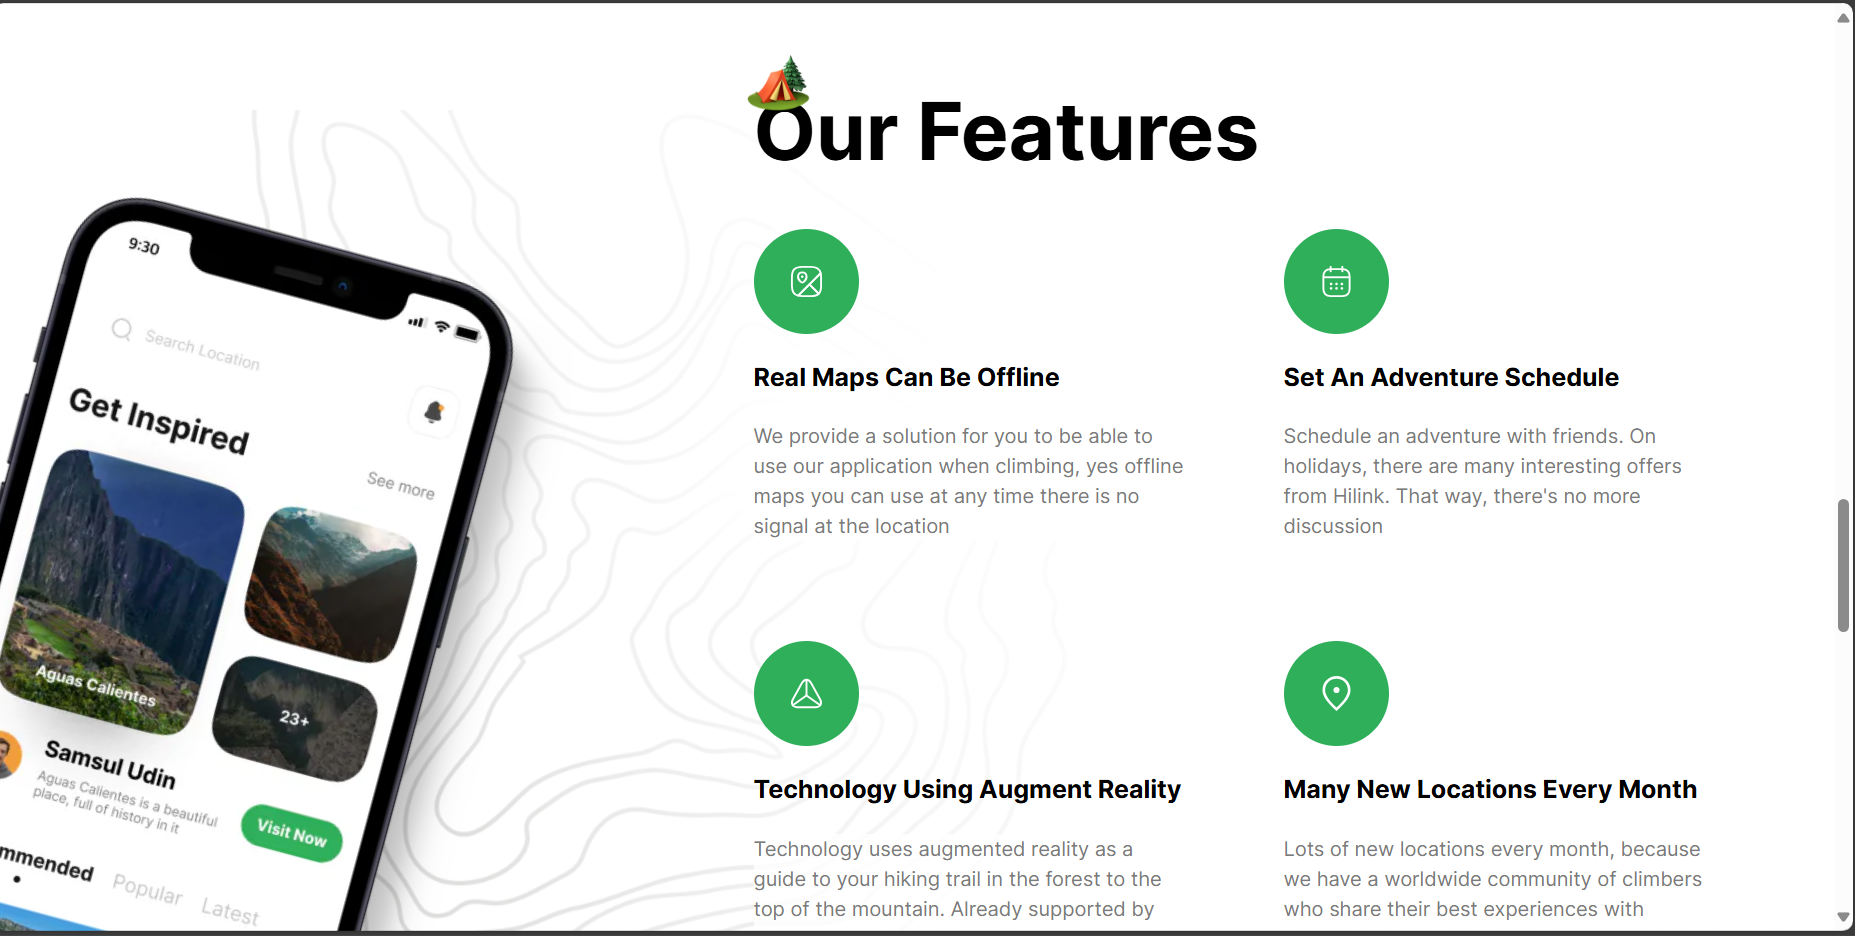 Our Features
9:30
Search Location
Get Inspired
See more
Aguas Calientes
23+
Samsul Udin
Aguas Calientes is a beautiful
place, full of history in it
Visit Now
mmended
Popular
Latest
Real Maps Can Be Offline
We provide a solution for you to be able to
use our application when climbing, yes offline
maps you can use at any time there is no
signal at the location
Set An Adventure Schedule
Schedule an adventure with friends. On
holidays, there are many interesting offers
from Hilink. That way, there's no more
discussion
Technology Using Augment Reality
Technology uses augmented reality as a
guide to your hiking trail in the forest to the
top of the mountain. Already supported by
Many New Locations Every Month
Lots of new locations every month, because
we have a worldwide community of climbers
who share their best experiences with